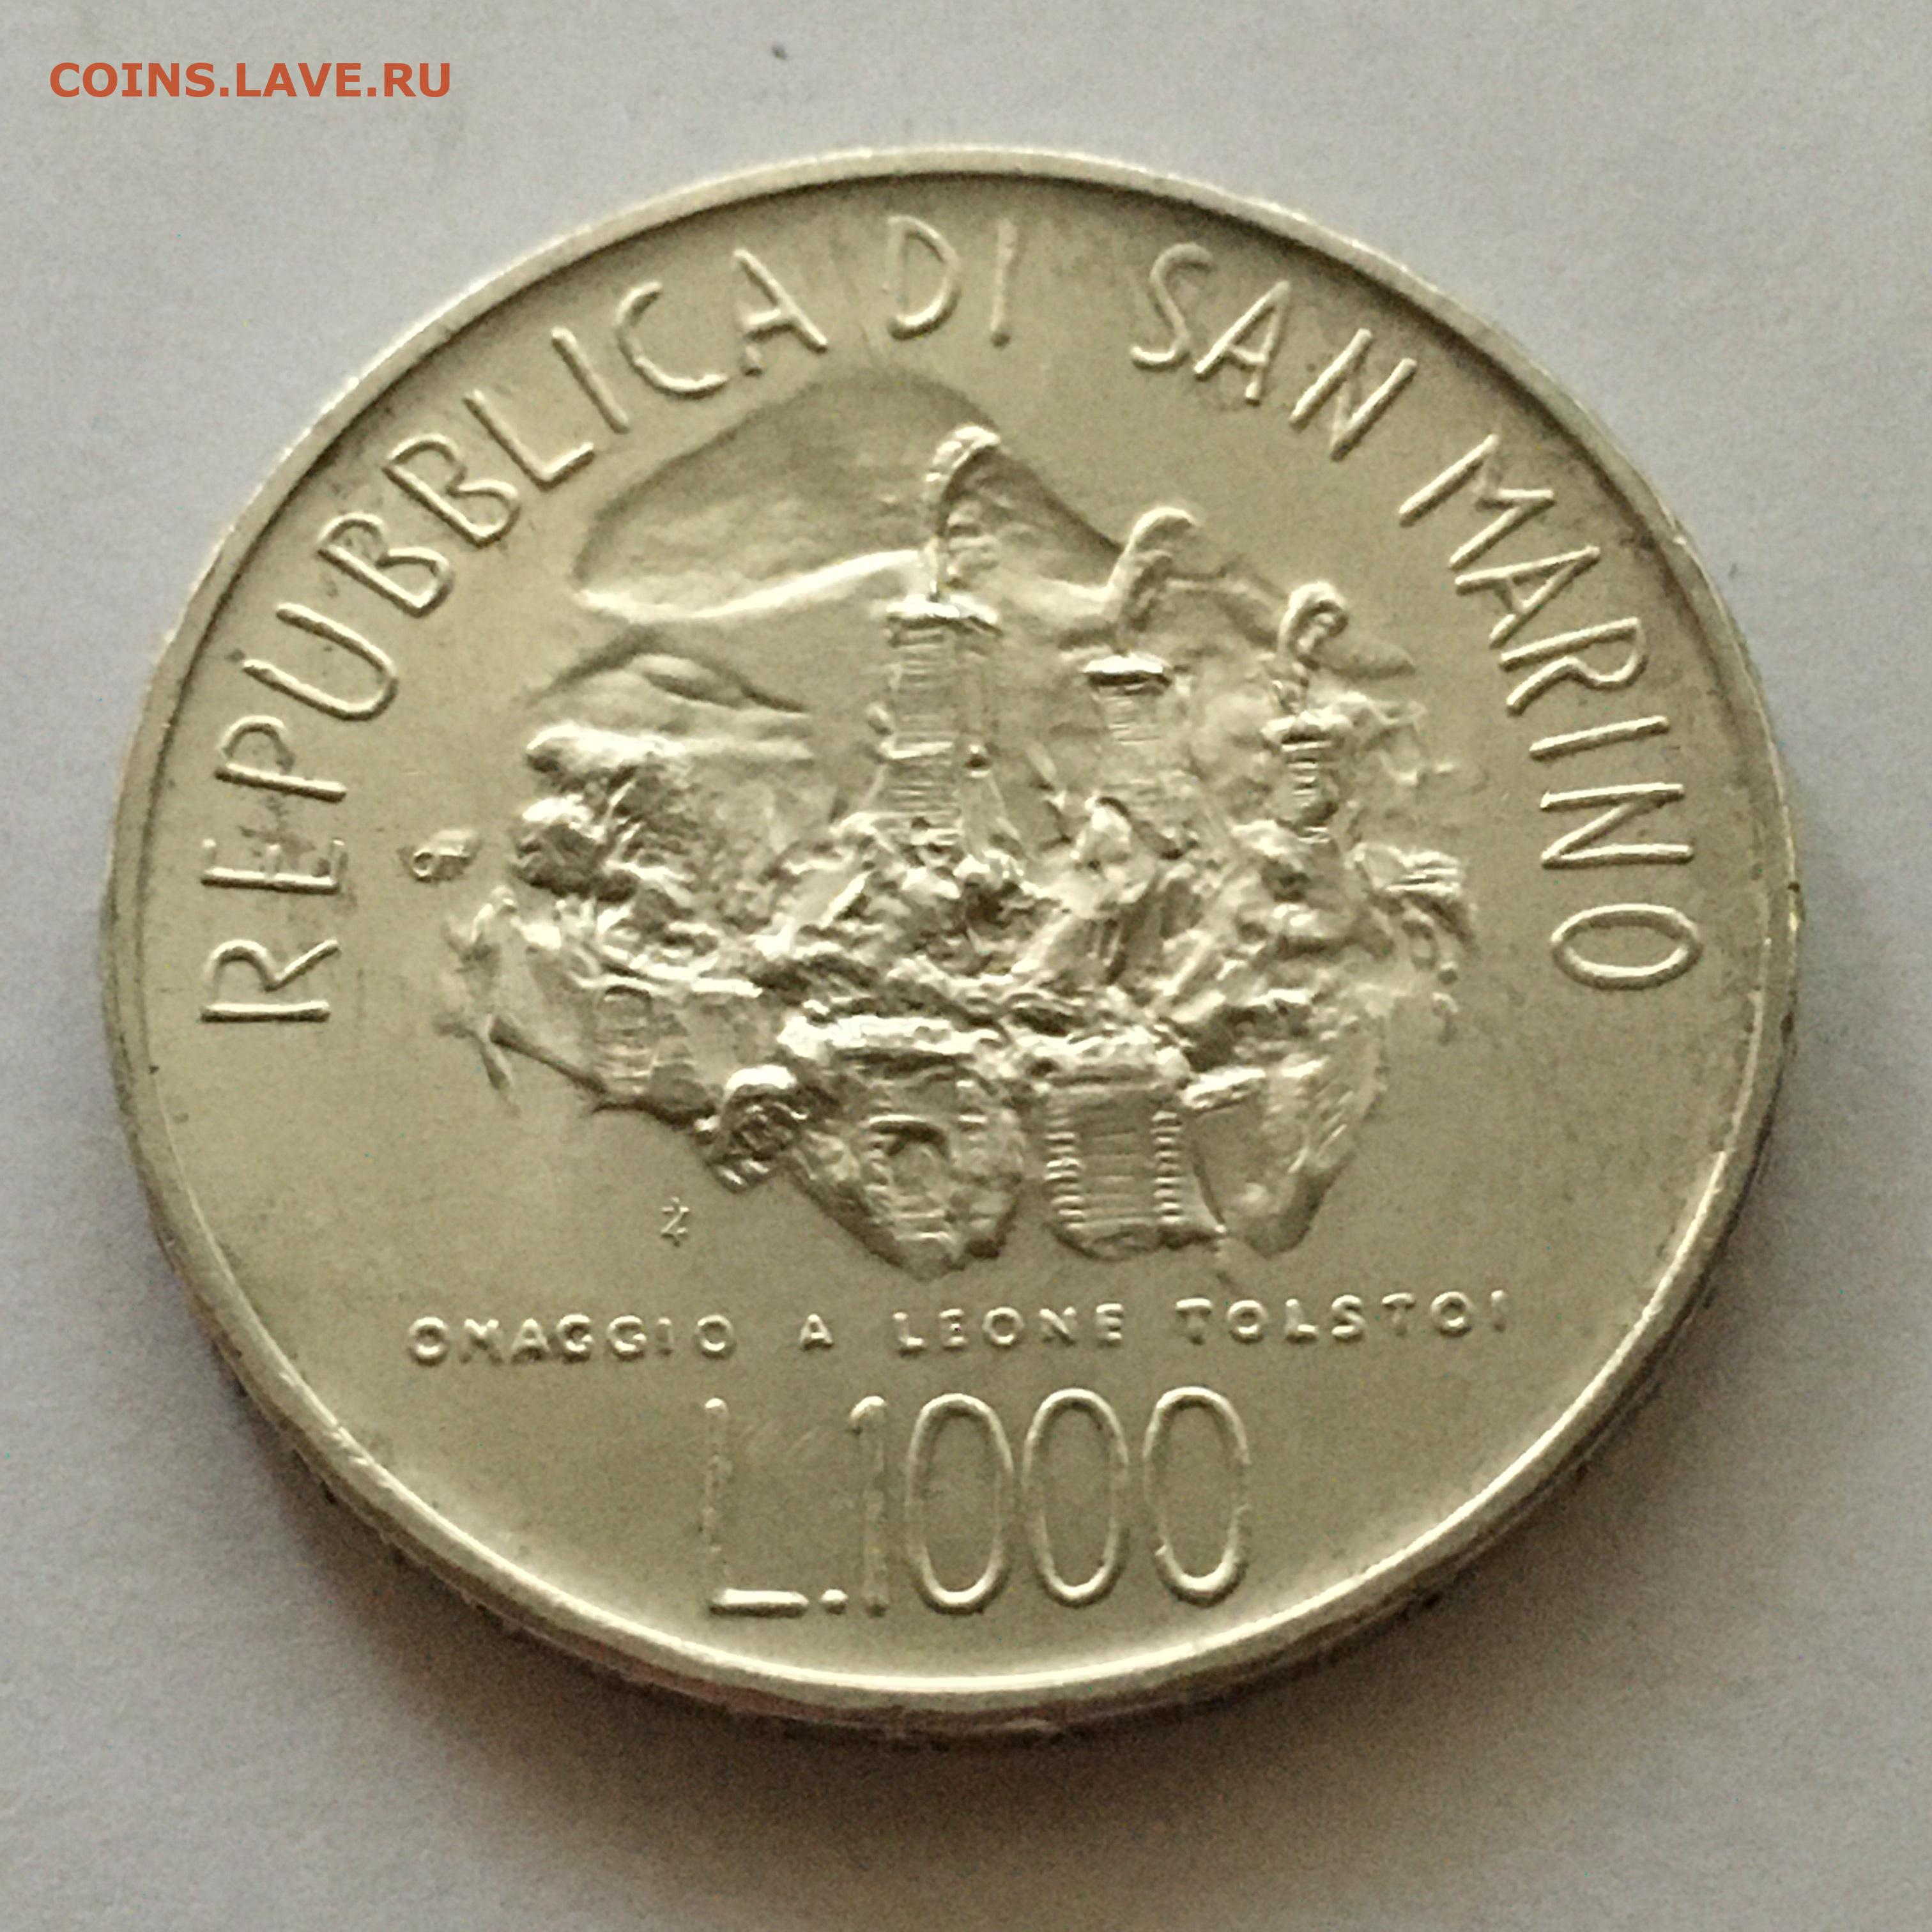 COINS.LAVE.RU
REPUBBLICA DI SAN MARINO
OMAGGIO A LEONE TOLSTOI
L.1000